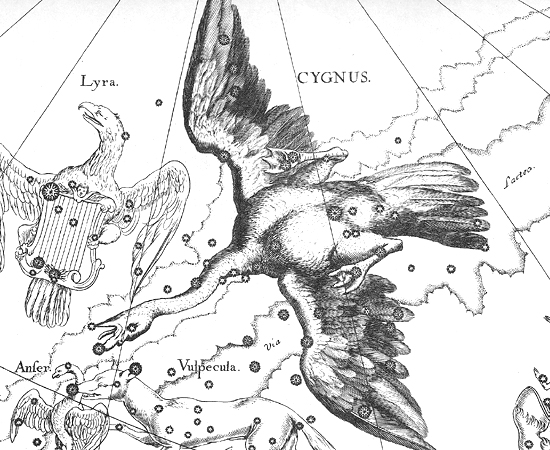 Lyra.
CYGNUS.
Lactea.
Via
Anser.
Vulpecula.